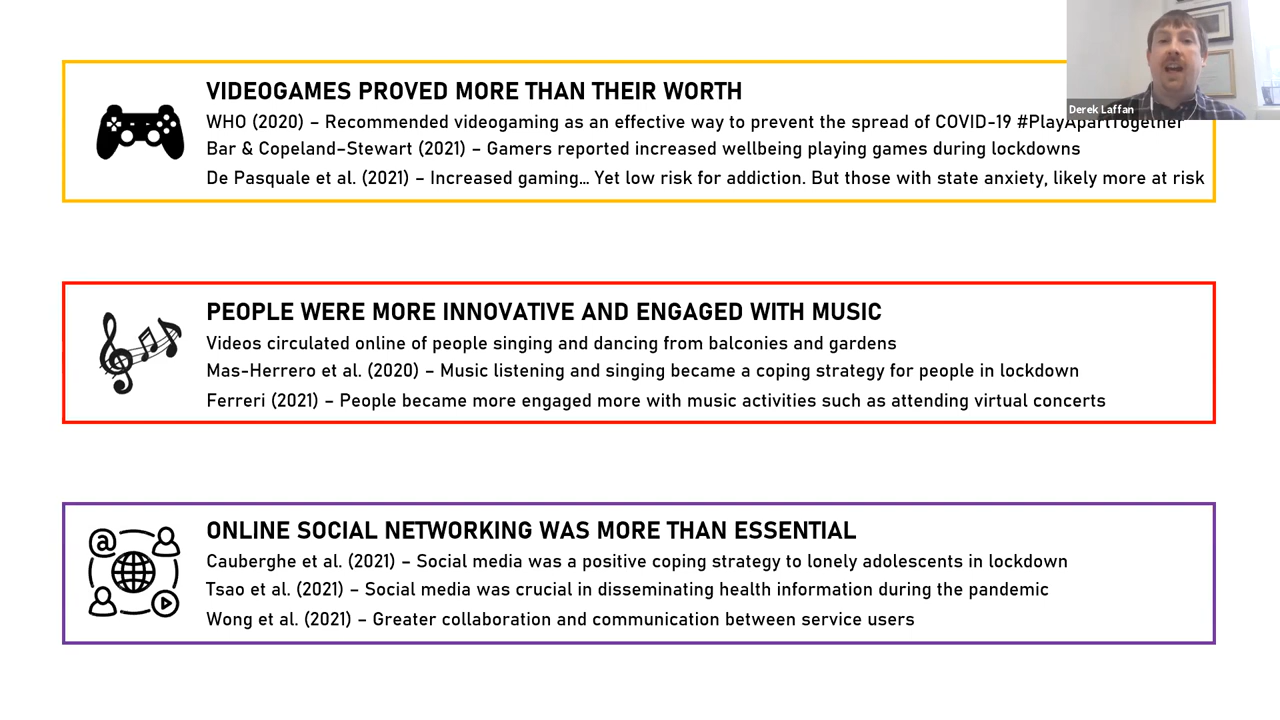 VIDEOGAMES PROVED MORE THAN THEIR WORTH
WHO (2020) – Recommended videogaming as an effective way to prevent the spread of COVID-19 #PlayApartTogether
Bar & Copeland-Stewart (2021) – Gamers reported increased wellbeing playing games during lockdowns
De Pasquale et al. (2021) – Increased gaming... Yet low risk for addiction. But those with state anxiety, likely more at risk
Derek Laffan
PEOPLE WERE MORE INNOVATIVE AND ENGAGED WITH MUSIC
Videos circulated online of people singing and dancing from balconies and gardens
Mas-Herrero et al. (2020) – Music listening and singing became a coping strategy for people in lockdown
Ferreri (2021) – People became more engaged more with music activities such as attending virtual concerts
@
ONLINE SOCIAL NETWORKING WAS MORE THAN ESSENTIAL
Cauberghe et al. (2021) – Social media was a positive coping strategy to lonely adolescents in lockdown
Tsao et al. (2021) – Social media was crucial in disseminating health information during the pandemic
Wong et al. (2021) – Greater collaboration and communication between service users